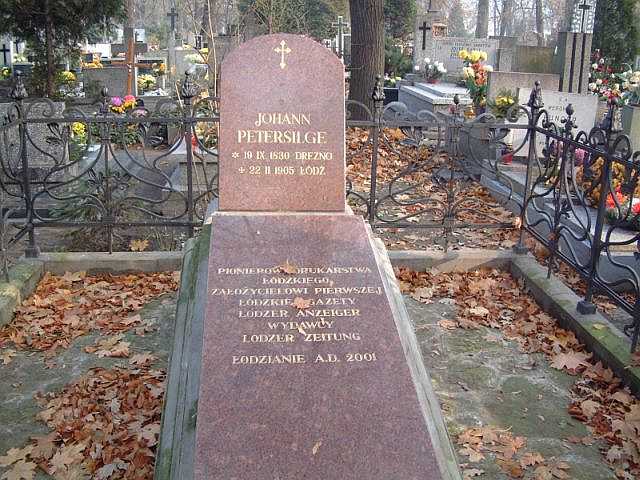 JOHANN
PETERSILGE
* 19 IX 1830 DREZNO
+ 22 II 1905 ŁÓDŹ
PIONIEROWI DRUKARSTWA
ŁÓDZKIEGO,
ZAŁOŻYCIELOWI PIERWSZEJ
ŁÓDZKIEJ GAZETY
ŁODZER ANZEIGER
WYDAWCY
LODZER ZEITUNG
ŁODZIANIE A.D. 2001